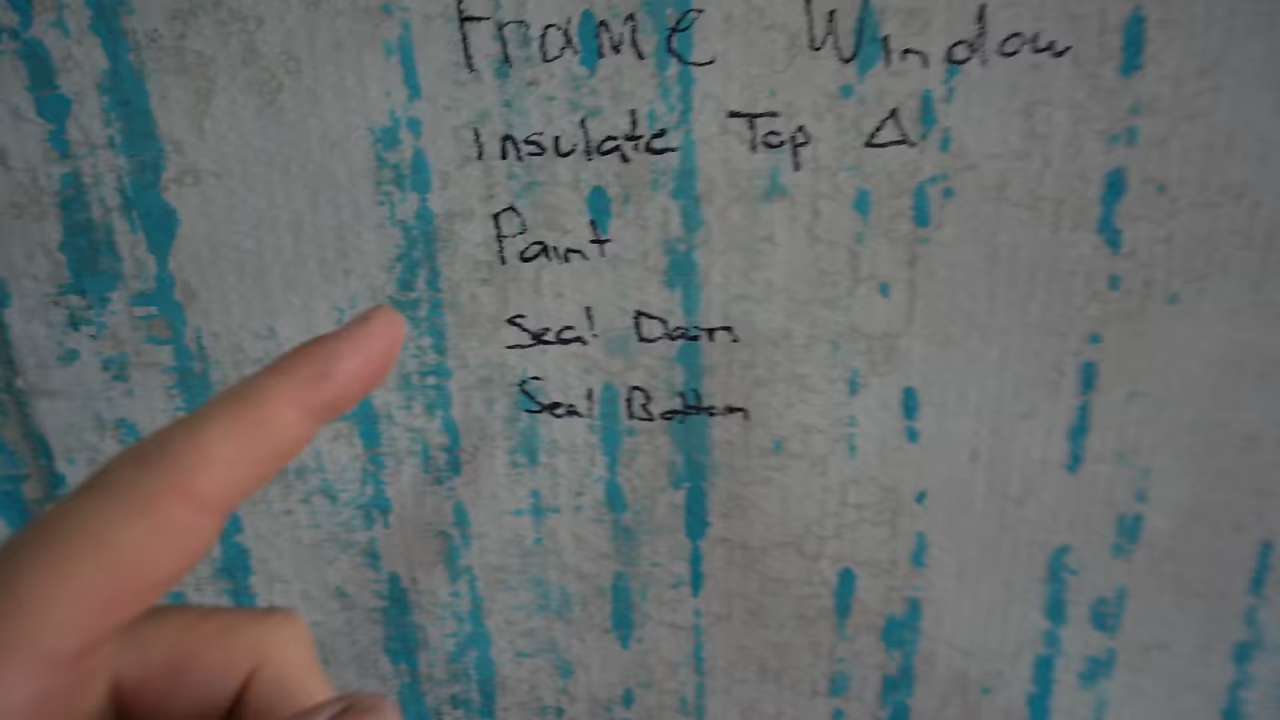 Frame Window
Insulate Top Δ
Paint
Seal Doors
Seal Bottom